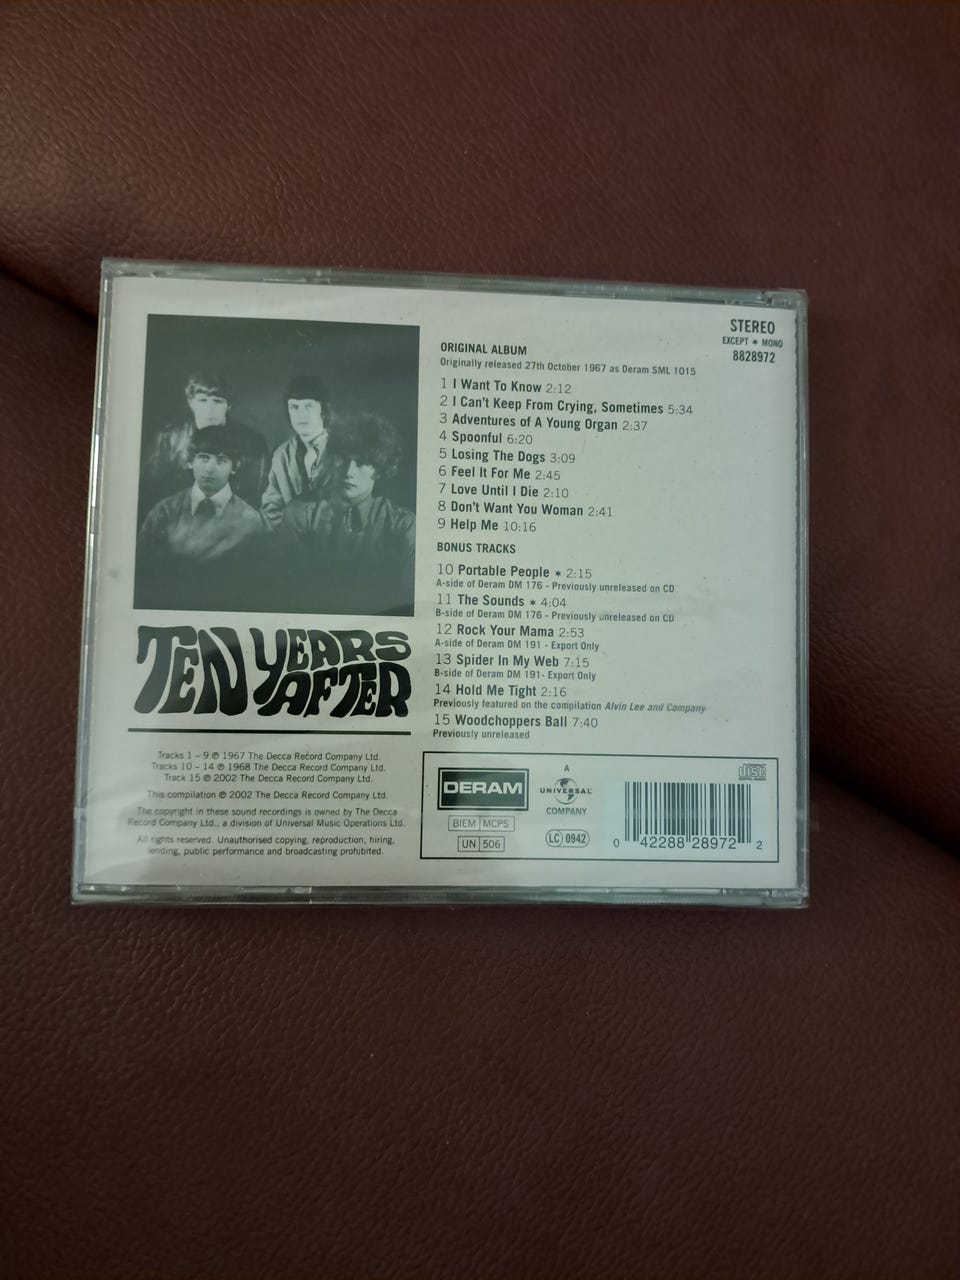 STEREO
EXCEPT * MONO
8828972
ORIGINAL ALBUM
Originally released 27th October 1967 as Deram SML 1015
1 I Want To Know 2:12
2 I Can't Keep From Crying, Sometimes 5:34
3 Adventures of A Young Organ 2:37
4 Spoonful 6:20
5 Losing The Dogs 3:09
6 Feel It For Me 2:45
7 Love Until I Die 2:10
8 Don't Want You Woman 2:41
9 Help Me 10:16
BONUS TRACKS
10 Portable People * 2:15
A-side of Deram DM 176 - Previously unreleased on CD
11 The Sounds * 4:04
B-side of Deram DM 176 - Previously unreleased on CD
12 Rock Your Mama 2:53
A-side of Deram DM 191 - Export Only
13 Spider In My Web 7:15
B-side of Deram DM 191- Export Only
14 Hold Me Tight 2:16
Previously featured on the compilation Alvin Lee and Company
15 Woodchoppers Ball 7:40
Previously unreleased
TEN YEARS
AFTER
Tracks 1 – 9 ℗ 1967 The Decca Record Company Ltd.
Tracks 10 – 14 ℗ 1968 The Decca Record Company Ltd.
Track 15 ℗ 2002 The Decca Record Company Ltd.
This compilation ℗ 2002 The Decca Record Company Ltd.
The copyright in these sound recordings is owned by The Decca
Record Company Ltd., a division of Universal Music Operations Ltd.
All rights reserved. Unauthorised copying, reproduction, hiring,
lending, public performance and broadcasting prohibited.
DERAM
A
UNIVERSAL
COMPANY
BIEM MCPS
UN 506
LC 0942
disc
DIGITAL AUDIO
0 42288 28972 2